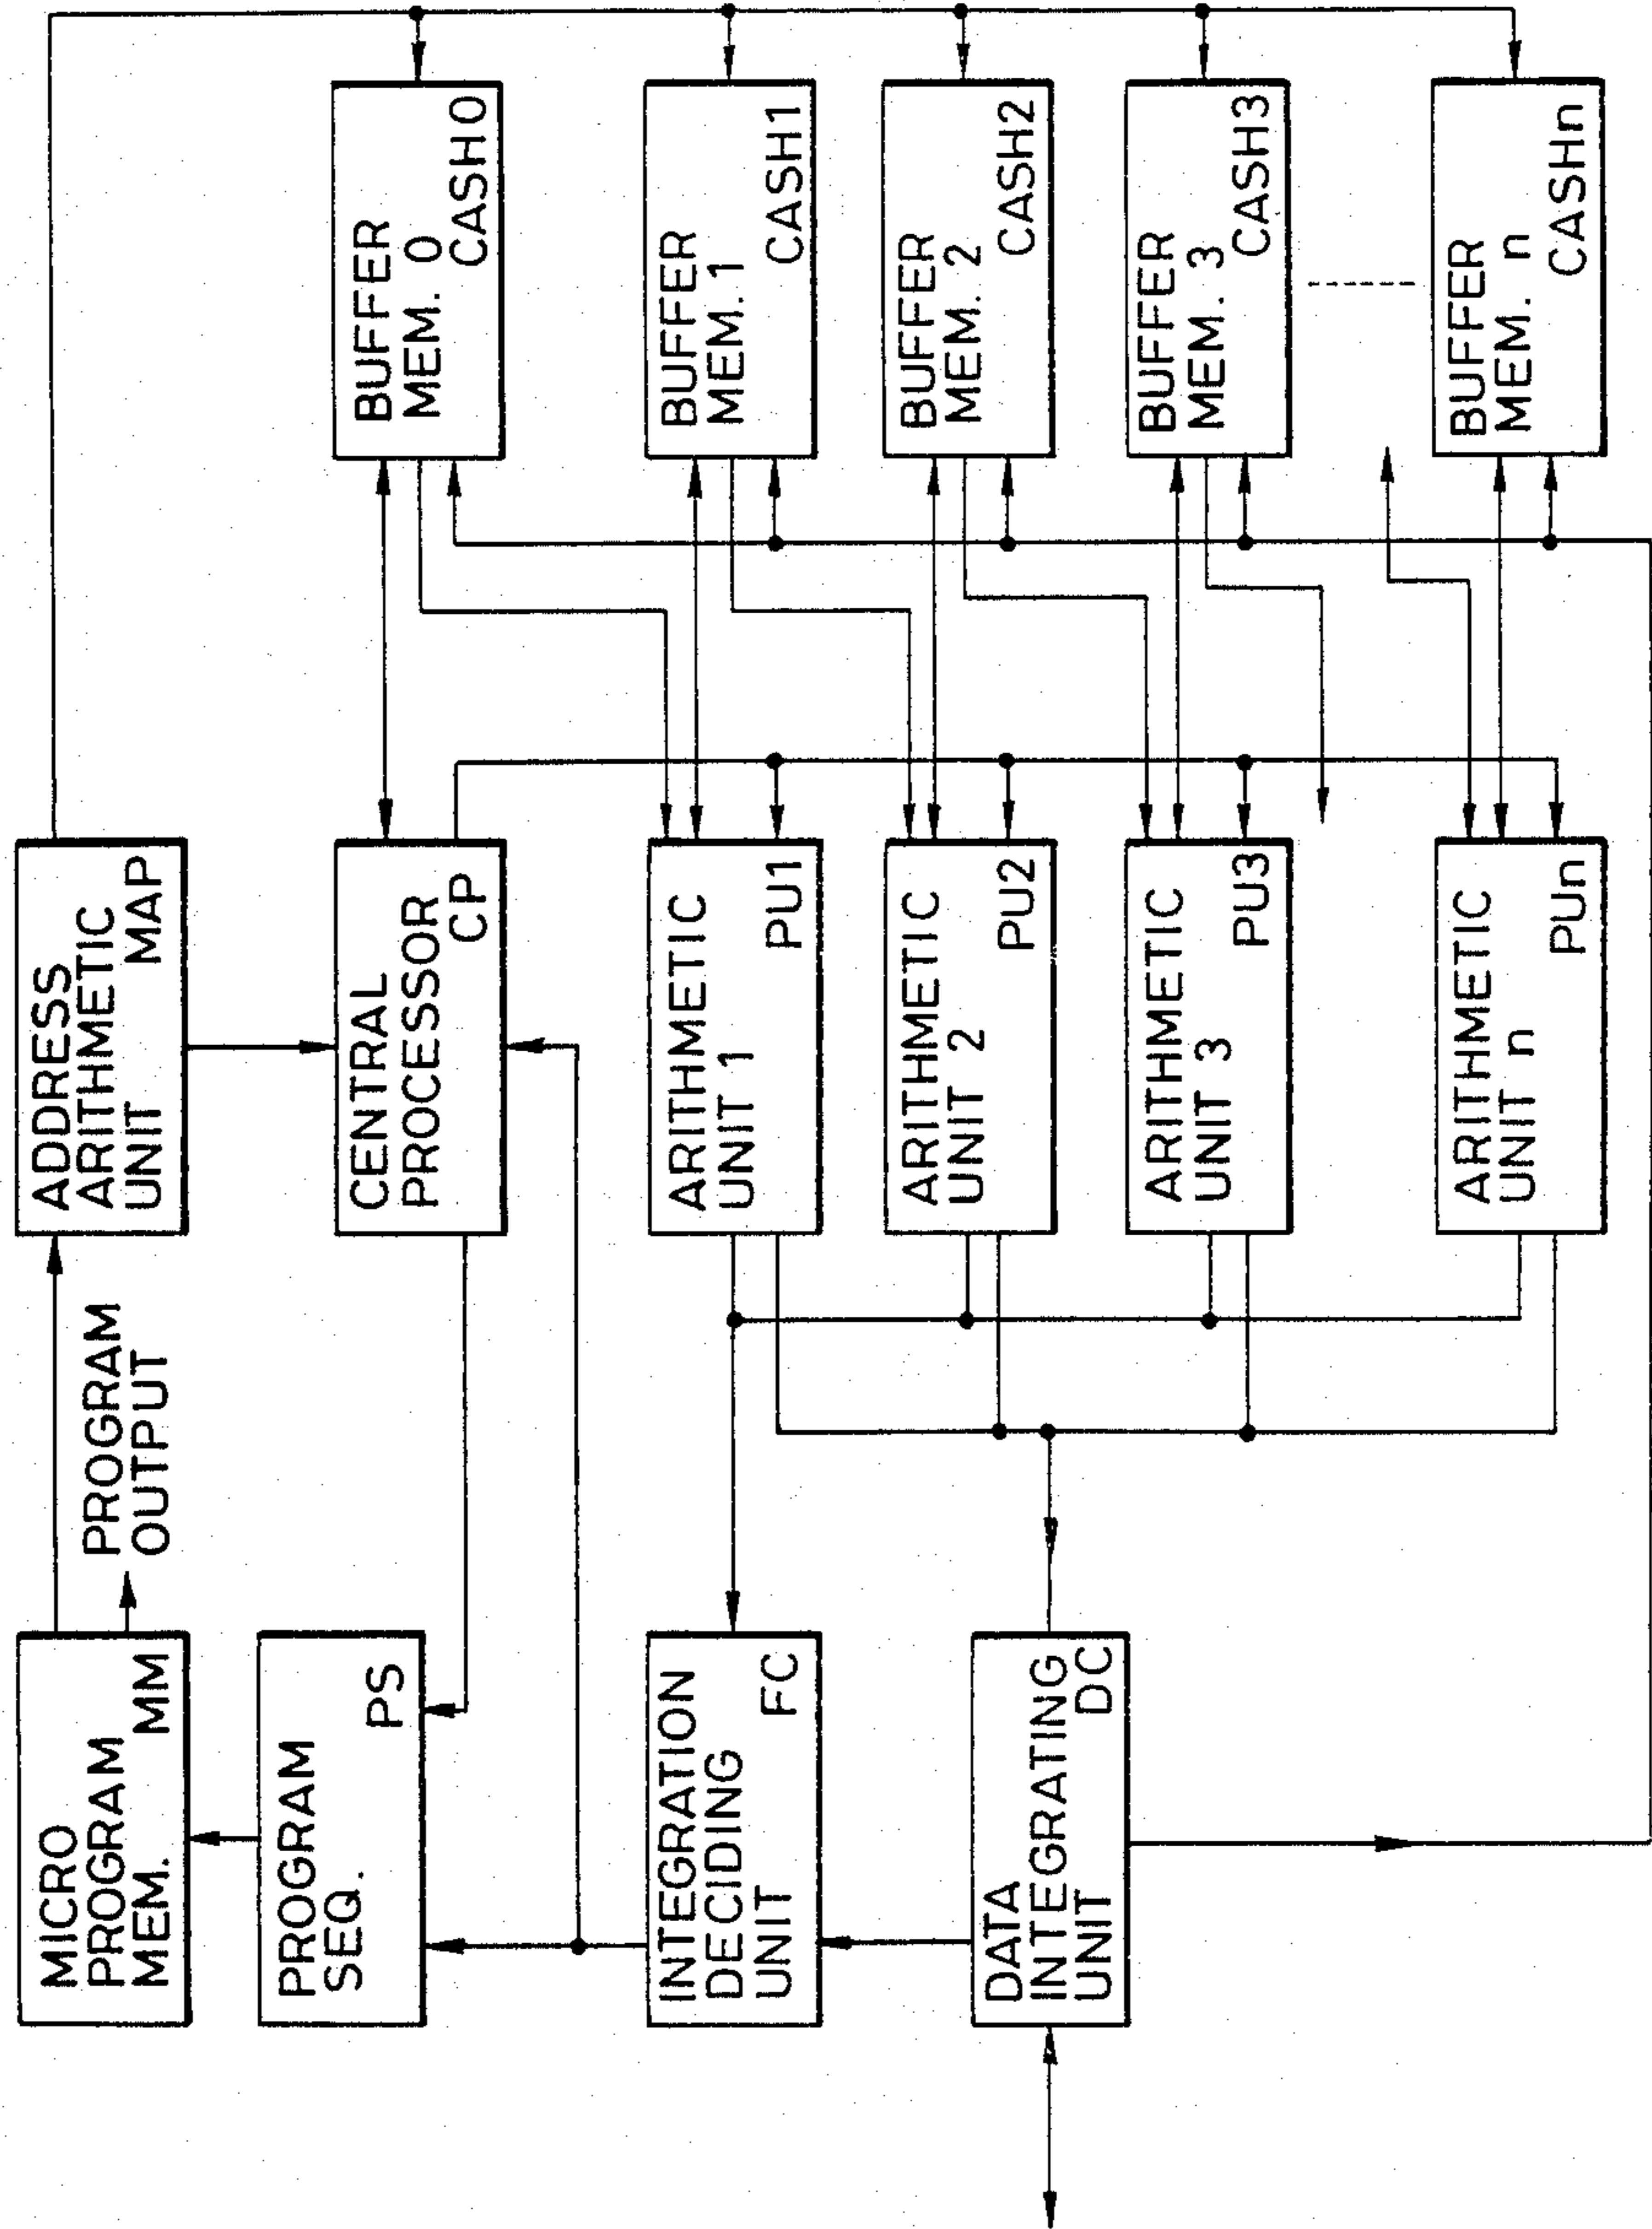 MICRO
PROGRAM
MEM. MM
PROGRAM
OUTPUT
ADDRESS
ARITHMETIC
UNIT MAP
PROGRAM
SEQ. PS
CENTRAL
PROCESSOR
CP
BUFFER
MEM. 0
CASH0
INTEGRATION
DECIDING
UNIT FC
ARITHMETIC
UNIT 1
PU1
BUFFER
MEM. 1
CASH1
ARITHMETIC
UNIT 2
PU2
BUFFER
MEM. 2
CASH2
DATA
INTEGRATING
UNIT DC
ARITHMETIC
UNIT 3
PU3
BUFFER
MEM. 3
CASH3
ARITHMETIC
UNIT n
PUn
BUFFER
MEM. n
CASHn